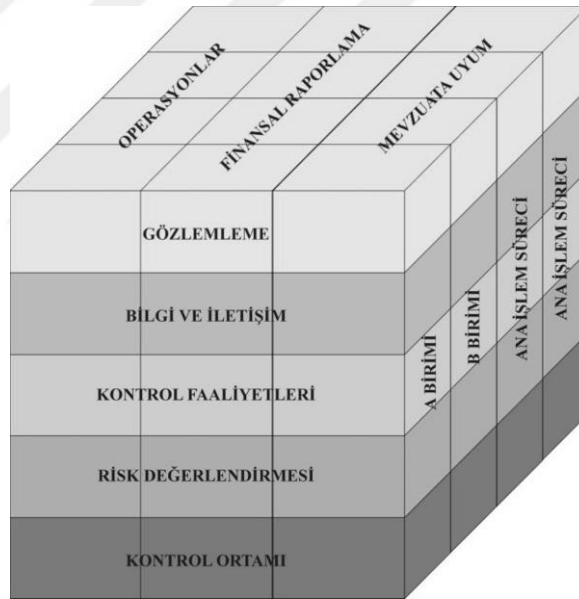 OPERASYONLAR
FİNANSAL RAPORLAMA
MEVZUATA UYUM
GÖZLEMLEME
BİLGİ VE İLETİŞİM
KONTROL FAALİYETLERİ
RİSK DEĞERLENDİRMESİ
KONTROL ORTAMI
A BİRİMİ
B BİRİMİ
ANA İŞLEM SÜRECİ
ANA İŞLEM SÜRECİ